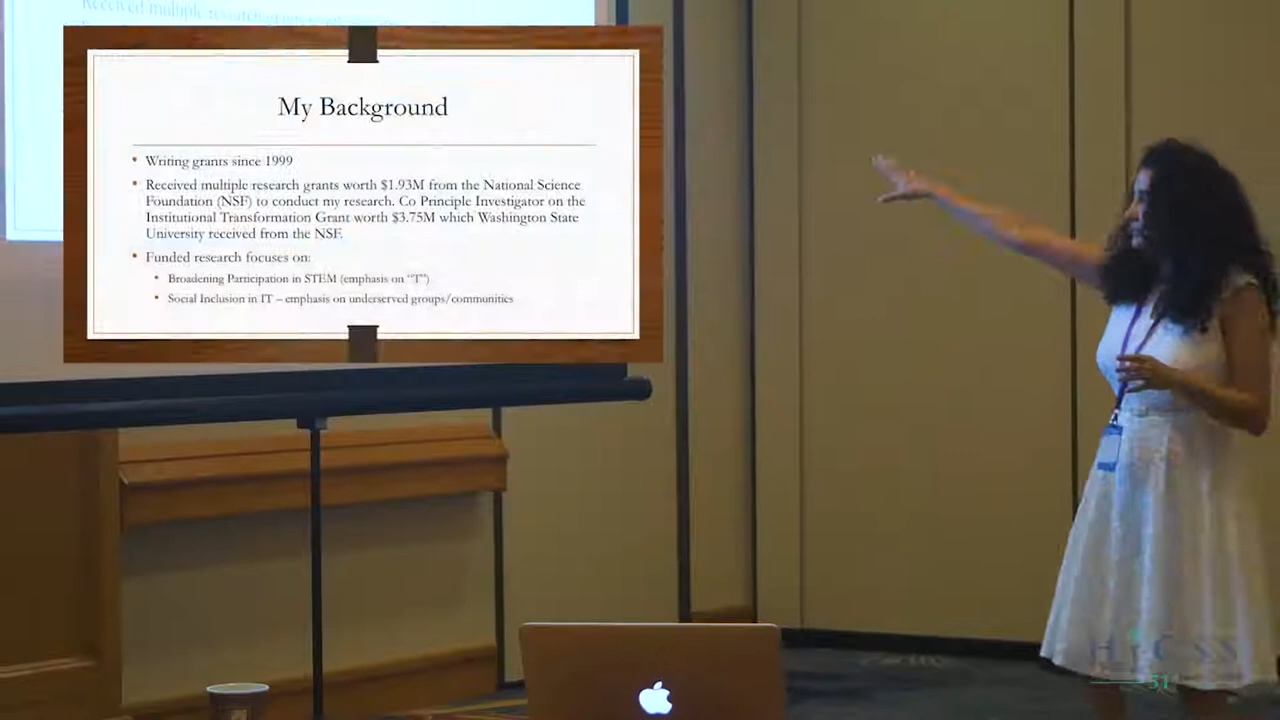 Received multiple research grants
My Background
• Writing grants since 1999
• Received multiple research grants worth $1.93M from the National Science
Foundation (NSF) to conduct my research. Co Principle Investigator on the
Institutional Transformation Grant worth $3.75M which Washington State
University received from the NSF.
• Funded research focuses on:
• Broadening Participation in STEM (emphasis on “T”)
• Social Inclusion in IT – emphasis on underserved groups/communities
HICSS
51